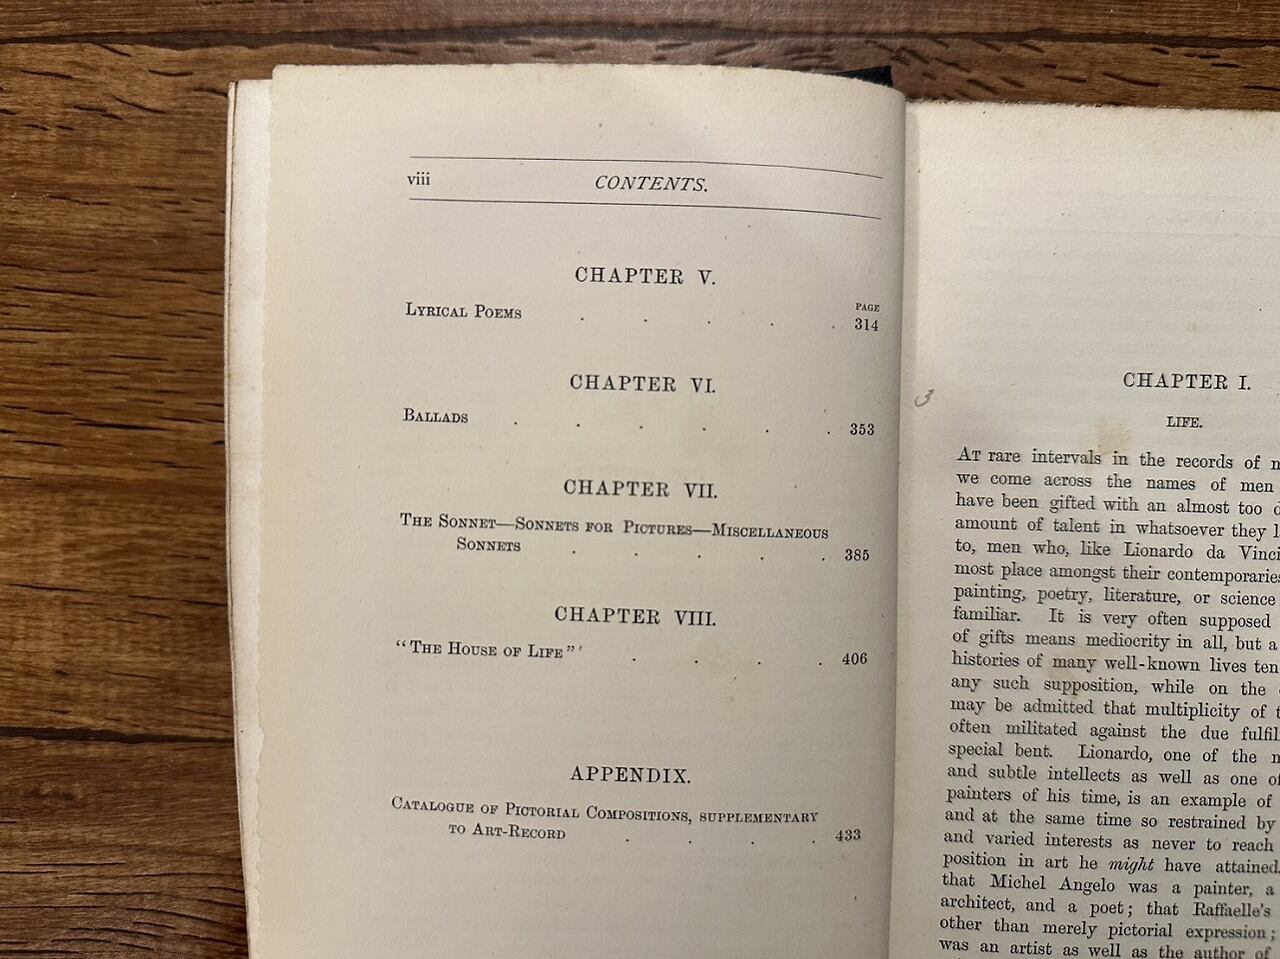 viii
CONTENTS.
CHAPTER V.
PAGE
LYRICAL POEMS . . . . . 314
CHAPTER VI.
BALLADS . . . . . . 353
CHAPTER VII.
THE SONNET—SONNETS FOR PICTURES—MISCELLANEOUS
SONNETS . . . . . 385
CHAPTER VIII.
"THE HOUSE OF LIFE" . . . . 406
APPENDIX.
CATALOGUE OF PICTORIAL COMPOSITIONS, SUPPLEMENTARY
TO ART-RECORD . . . . 433
3
CHAPTER I.
LIFE.
AT rare intervals in the records of
we come across the names of men
have been gifted with an almost too
amount of talent in whatsoever they
to, men who, like Lionardo da Vinci
most place amongst their contemporaries
painting, poetry, literature, or science
familiar. It is very often supposed
of gifts means mediocrity in all, but a
histories of many well-known lives
any such supposition, while on the
may be admitted that multiplicity of
often militated against the due
special bent. Lionardo, one of the
and subtle intellects as well as one of
painters of his time, is an example of
and at the same time so restrained by
and varied interests as never to reach
position in art he might have attained.
that Michel Angelo was a painter, a
architect, and a poet; that Raffaelle's
other than merely pictorial expression;
was an artist as well as the author of